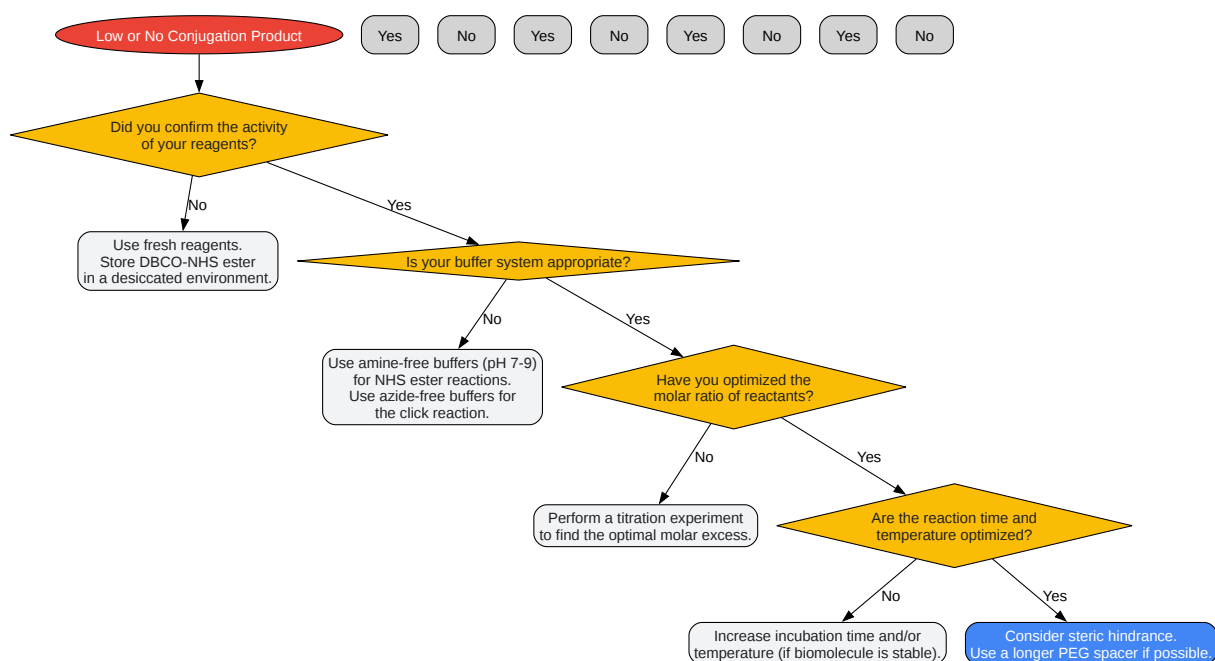 Low or No Conjugation Product
Yes
No
Yes
No
Yes
No
Yes
No
Did you confirm the activity
of your reagents?
No
Yes
Use fresh reagents.
Store DBCO-NHS ester
in a desiccated environment.
Is your buffer system appropriate?
No
Yes
Use amine-free buffers (pH 7-9)
for NHS ester reactions.
Use azide-free buffers for
the click reaction.
Have you optimized the
molar ratio of reactants?
No
Yes
Perform a titration experiment
to find the optimal molar excess.
Are the reaction time and
temperature optimized?
No
Yes
Increase incubation time and/or
temperature (if biomolecule is stable).
Consider steric hindrance.
Use a longer PEG spacer if possible.